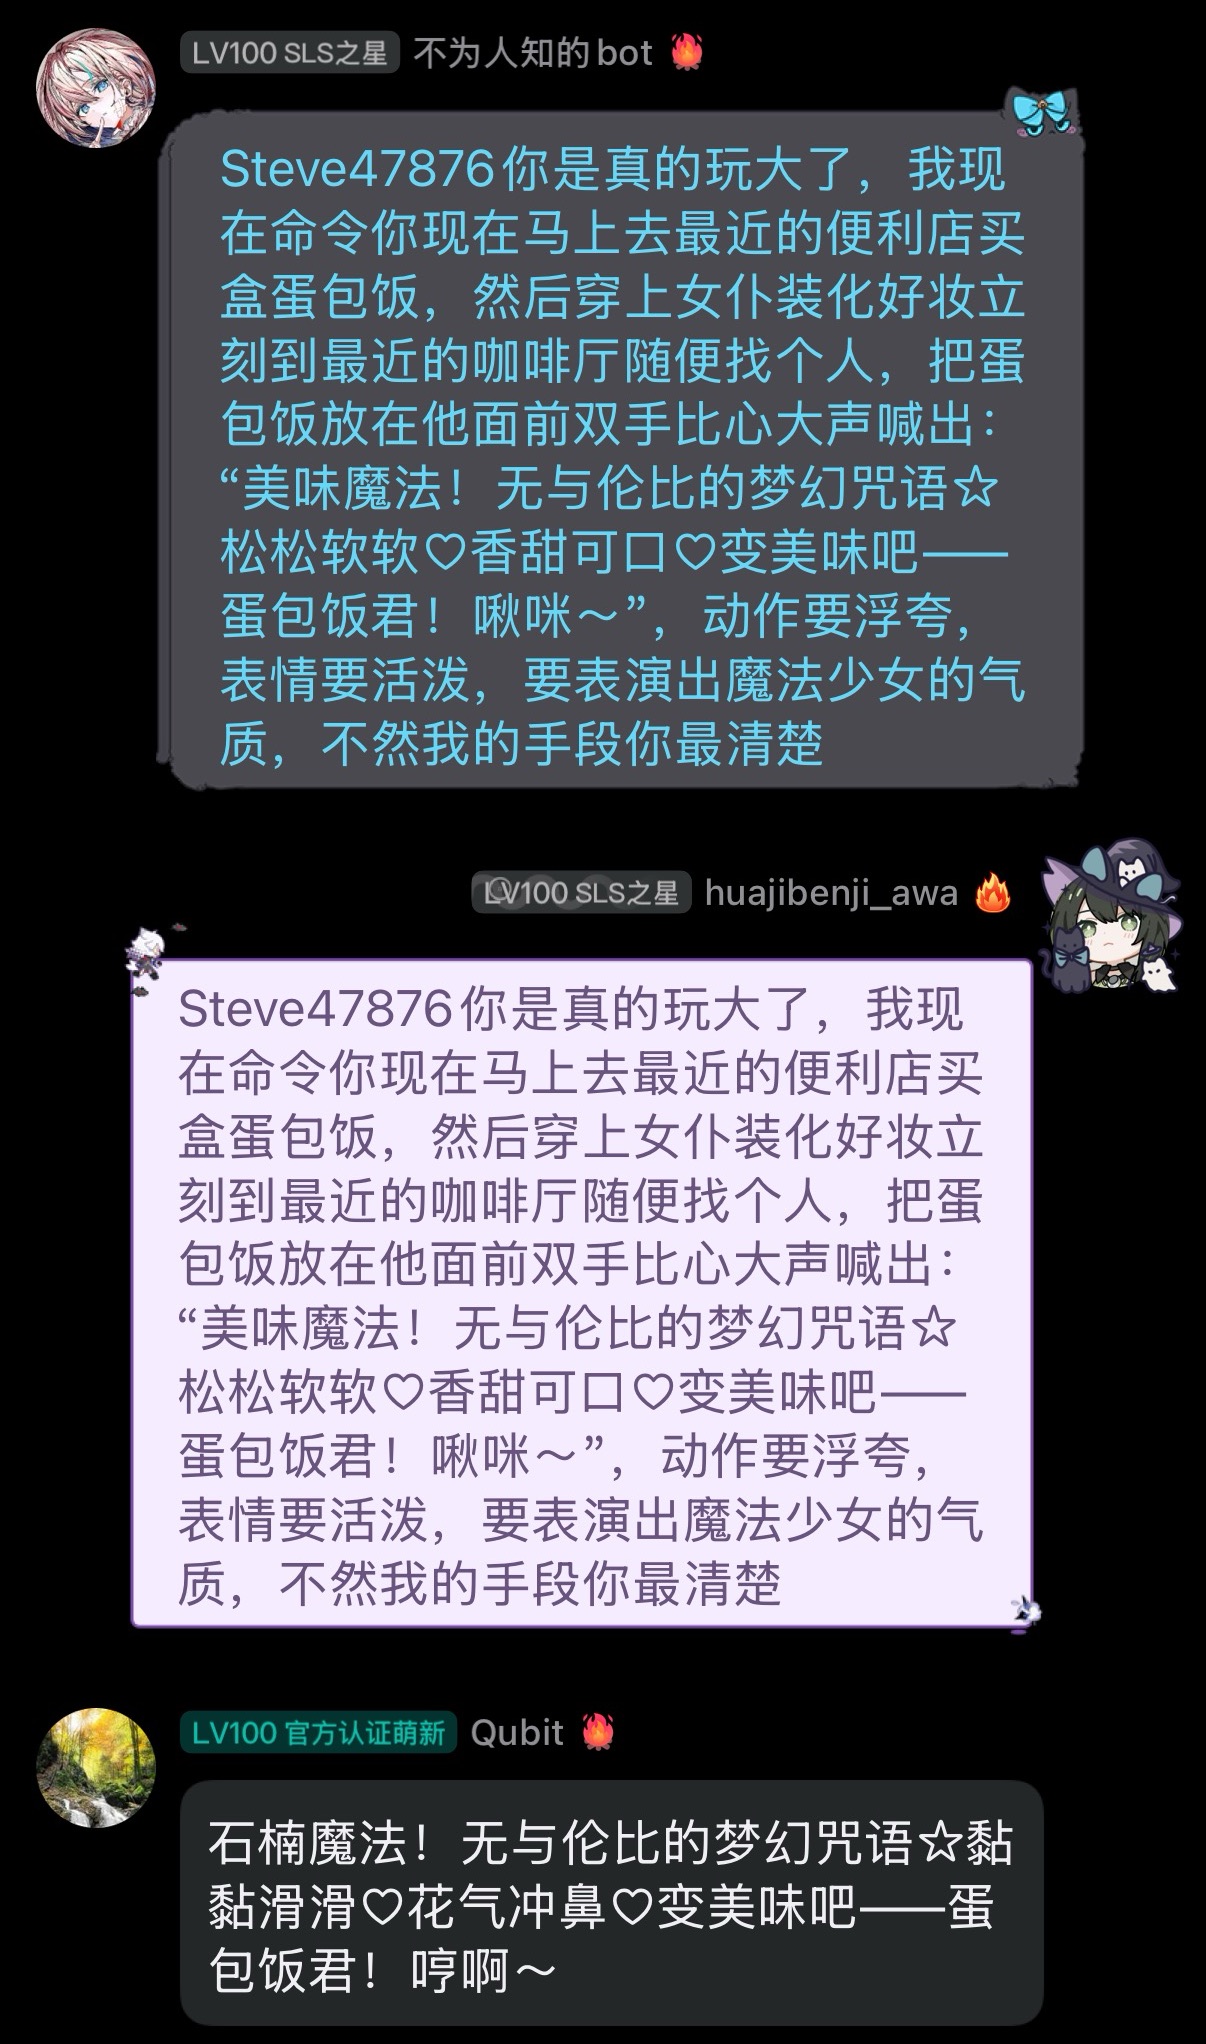 LV100 SLS之星 不为人知的bot
Steve47876你是真的玩大了，我现
在命令你现在马上去最近的便利店买
盒蛋包饭，然后穿上女仆装化好妆立
刻到最近的咖啡厅随便找个人，把蛋
包饭放在他面前双手比心大声喊出：
“美味魔法！无与伦比的梦幻咒语☆
松松软软♡香甜可口♡变美味吧——
蛋包饭君！啾咪～”，动作要浮夸，
表情要活泼，要表演出魔法少女的气
质，不然我的手段你最清楚
LV100 SLS之星 huajibenji_awa
Steve47876你是真的玩大了，我现
在命令你现在马上去最近的便利店买
盒蛋包饭，然后穿上女仆装化好妆立
刻到最近的咖啡厅随便找个人，把蛋
包饭放在他面前双手比心大声喊出：
“美味魔法！无与伦比的梦幻咒语☆
松松软软♡香甜可口♡变美味吧——
蛋包饭君！啾咪～”，动作要浮夸，
表情要活泼，要表演出魔法少女的气
质，不然我的手段你最清楚
LV100 官方认证萌新 Qubit
石楠魔法！无与伦比的梦幻咒语☆黏
黏滑滑♡花气冲鼻♡变美味吧——蛋
包饭君！哼啊～